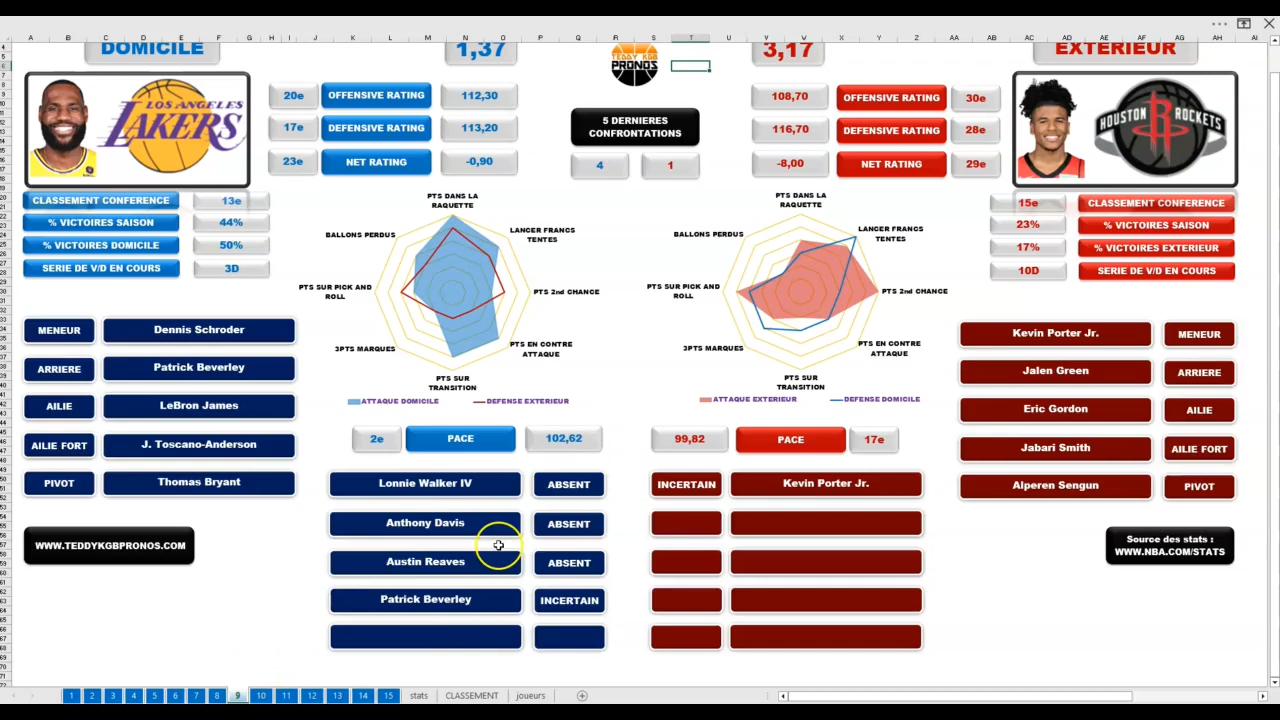 DOMICILE
1,37
TEDDY KGB
PRONOS
3,17
EXTERIEUR
LOS ANGELES
LAKERS
20e OFFENSIVE RATING 112,30
17e DEFENSIVE RATING 113,20
23e NET RATING -0,90
5 DERNIERES
CONFRONTATIONS
4 1
108,70 OFFENSIVE RATING 30e
116,70 DEFENSIVE RATING 28e
-8,00 NET RATING 29e
HOUSTON ROCKETS
CLASSEMENT CONFERENCE 13e
% VICTOIRES SAISON 44%
% VICTOIRES DOMICILE 50%
SERIE DE V/D EN COURS 3D
PTS DANS LA
RAQUETTE
LANCER FRANCS
TENTES
PTS 2nd CHANCE
PTS EN CONTRE
ATTAQUE
PTS SUR
TRANSITION
3PTS MARQUES
PTS SUR PICK AND
ROLL
BALLONS PERDUS
ATTAQUE DOMICILE DEFENSE EXTERIEUR
PTS DANS LA
RAQUETTE
LANCER FRANCS
TENTES
PTS 2nd CHANCE
PTS EN CONTRE
ATTAQUE
PTS SUR
TRANSITION
3PTS MARQUES
PTS SUR PICK AND
ROLL
BALLONS PERDUS
ATTAQUE EXTERIEUR DEFENSE DOMICILE
15e CLASSEMENT CONFERENCE
23% % VICTOIRES SAISON
17% % VICTOIRES EXTERIEUR
10D SERIE DE V/D EN COURS
MENEUR Dennis Schroder
ARRIERE Patrick Beverley
AILIE LeBron James
AILIE FORT J. Toscano-Anderson
PIVOT Thomas Bryant
2e PACE 102,62
99,82 PACE 17e
Kevin Porter Jr. MENEUR
Jalen Green ARRIERE
Eric Gordon AILIE
Jabari Smith AILIE FORT
Alperen Sengun PIVOT
Lonnie Walker IV ABSENT
Anthony Davis ABSENT
Austin Reaves ABSENT
Patrick Beverley INCERTAIN
INCERTAIN Kevin Porter Jr.
WWW.TEDDYKGBPRONOS.COM
Source des stats :
WWW.NBA.COM/STATS
1 2 3 4 5 6 7 8 9 10 11 12 13 14 15 stats CLASSEMENT joueurs